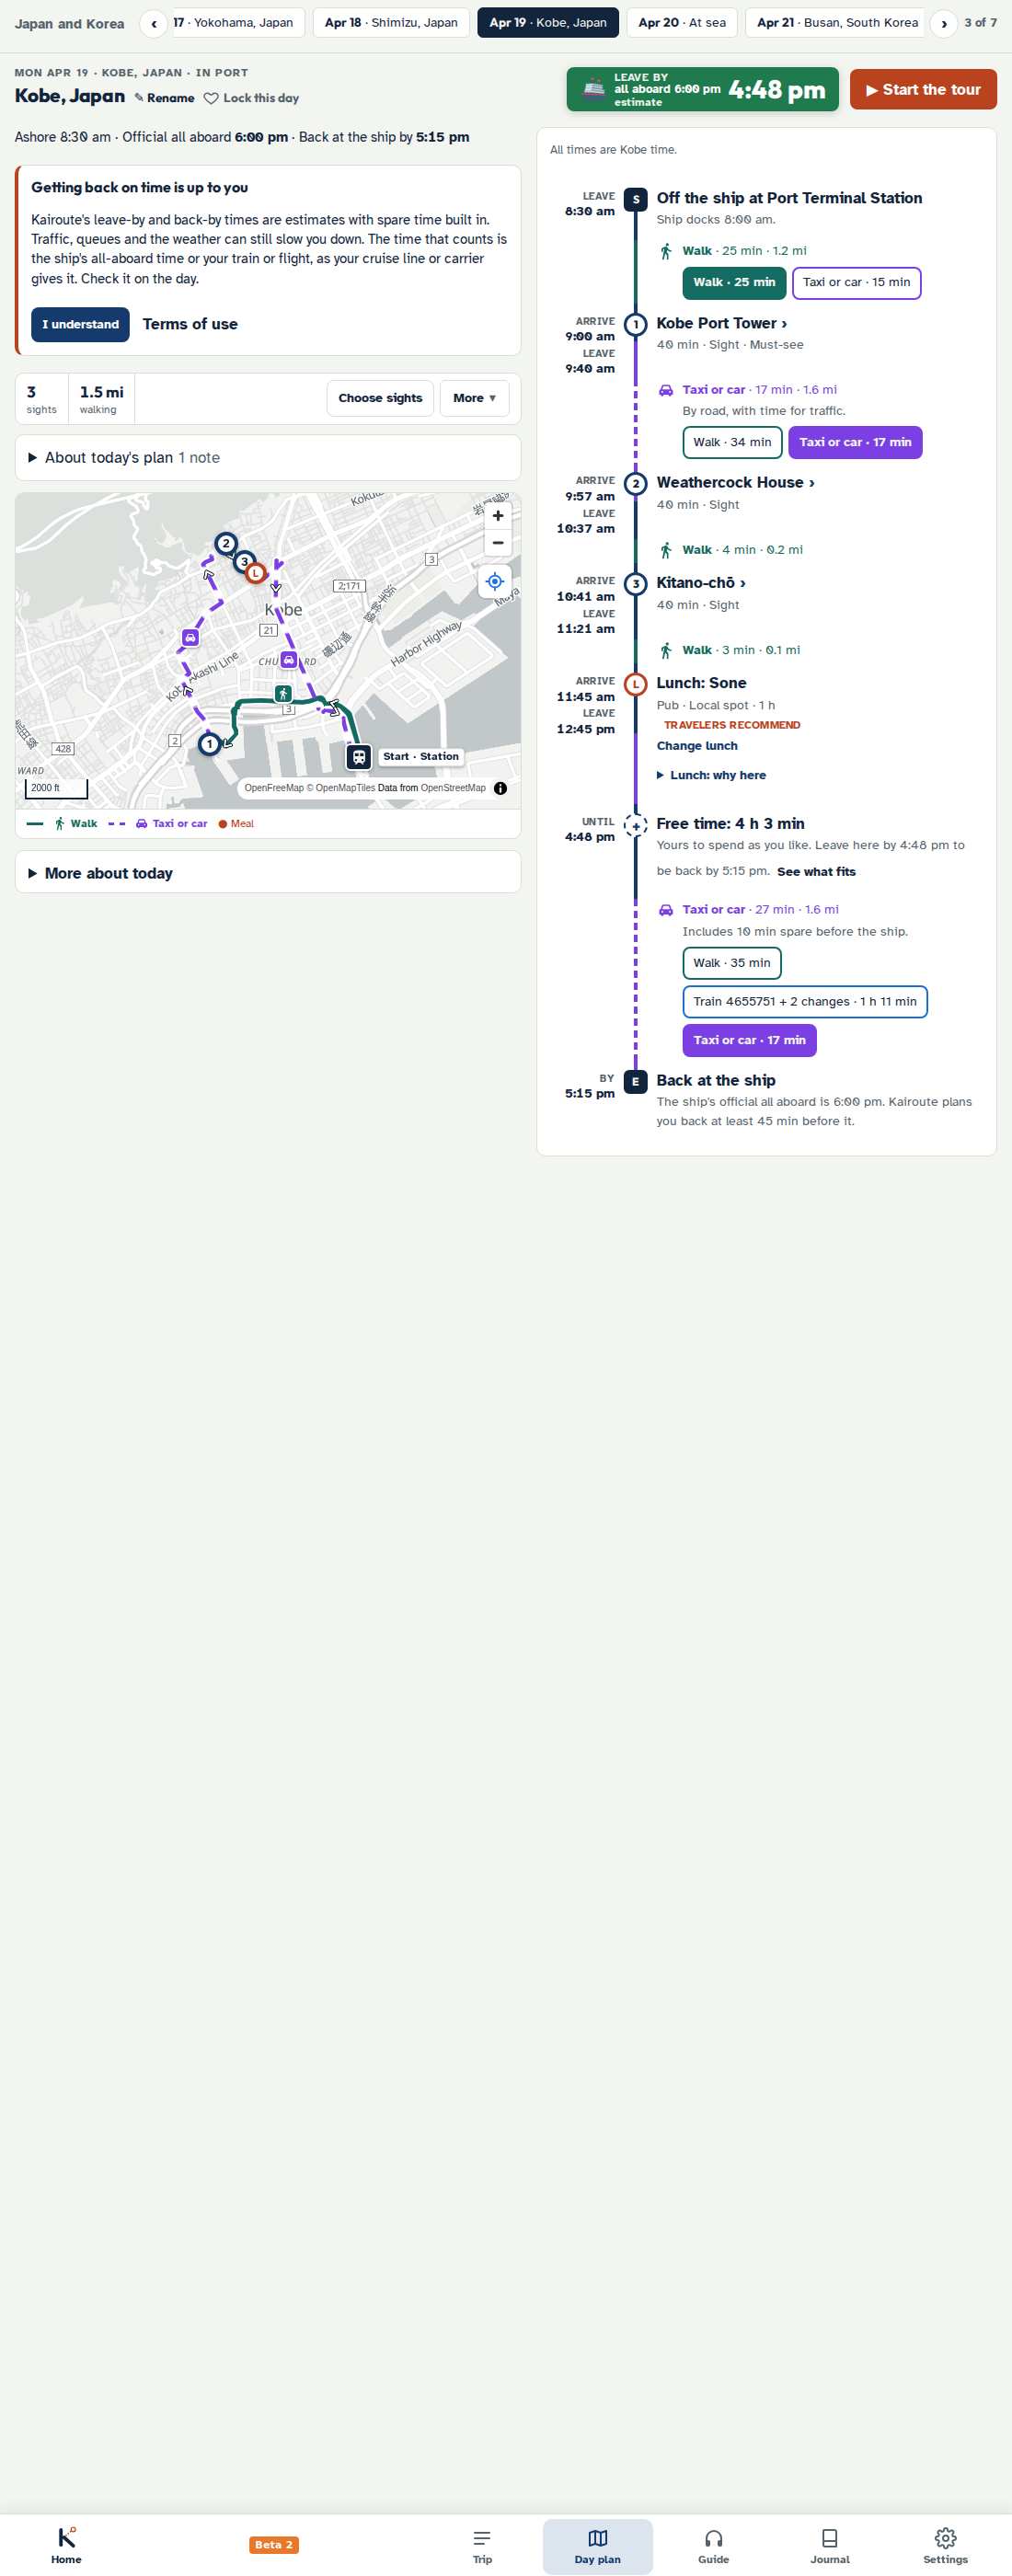 Japan and Korea
‹
17 · Yokohama, Japan
Apr 18 · Shimizu, Japan
Apr 19 · Kobe, Japan
Apr 20 · At sea
Apr 21 · Busan, South Korea
›
3 of 7
MON APR 19 · KOBE, JAPAN · IN PORT
Kobe, Japan ✎ Rename Lock this day
LEAVE BY
all aboard 6:00 pm
estimate
4:48 pm
▶ Start the tour
Ashore 8:30 am · Official all aboard 6:00 pm · Back at the ship by 5:15 pm
Getting back on time is up to you
Kairoute's leave-by and back-by times are estimates with spare time built in.
Traffic, queues and the weather can still slow you down. The time that counts is
the ship's all-aboard time or your train or flight, as your cruise line or carrier
gives it. Check it on the day.
I understand
Terms of use
3
sights
1.5 mi
walking
Choose sights
More ▼
▶ About today's plan 1 note
2
3
L
Kobe
3
2;171
21
Harbor Highway
磯辺通
Maya
428
2
3
1
WARD
Start · Station
2000 ft
OpenFreeMap © OpenMapTiles Data from OpenStreetMap
Walk
Taxi or car
Meal
▶ More about today
All times are Kobe time.
LEAVE
8:30 am
S
Off the ship at Port Terminal Station
Ship docks 8:00 am.
Walk · 25 min · 1.2 mi
Walk · 25 min
Taxi or car · 15 min
ARRIVE
9:00 am
LEAVE
9:40 am
1
Kobe Port Tower ›
40 min · Sight · Must-see
Taxi or car · 17 min · 1.6 mi
By road, with time for traffic.
Walk · 34 min
Taxi or car · 17 min
ARRIVE
9:57 am
LEAVE
10:37 am
2
Weathercock House ›
40 min · Sight
Walk · 4 min · 0.2 mi
ARRIVE
10:41 am
LEAVE
11:21 am
3
Kitano-chō ›
40 min · Sight
Walk · 3 min · 0.1 mi
ARRIVE
11:45 am
LEAVE
12:45 pm
L
Lunch: Sone
Pub · Local spot · 1 h
TRAVELERS RECOMMEND
Change lunch
▶ Lunch: why here
UNTIL
4:48 pm
+
Free time: 4 h 3 min
Yours to spend as you like. Leave here by 4:48 pm to
be back by 5:15 pm. See what fits
Taxi or car · 27 min · 1.6 mi
Includes 10 min spare before the ship.
Walk · 35 min
Train 4655751 + 2 changes · 1 h 11 min
Taxi or car · 17 min
BY
5:15 pm
E
Back at the ship
The ship's official all aboard is 6:00 pm. Kairoute plans
you back at least 45 min before it.
Home
Beta 2
Trip
Day plan
Guide
Journal
Settings